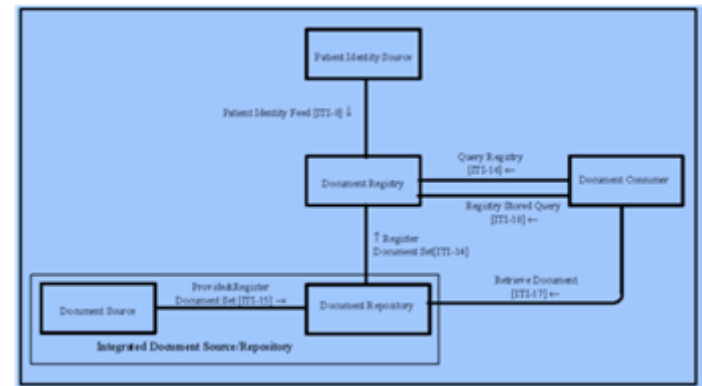 Patient Identity Source
Patient Identity Feed [ITI-8] ↓
Query Registry
[ITI-16] ←
Document Registry
Document Consumer
Registry Stored Query
[ITI-18] ←
↑ Register
Document Set[ITI-14]
Provide&Register
Document Set [ITI-15] →
Retrieve Document
[ITI-17] ←
Document Source
Document Repository
Integrated Document Source/Repository